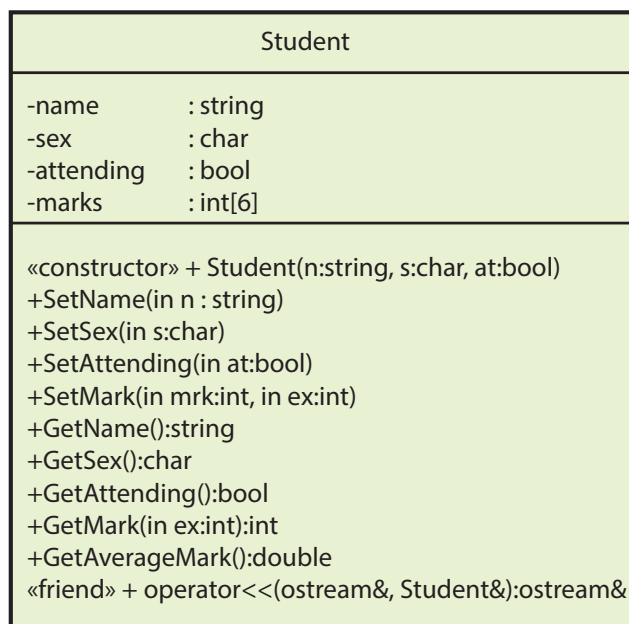 Student
-name : string
-sex : char
-attending : bool
-marks : int[6]
«constructor» + Student(n:string, s:char, at:bool)
+SetName(in n : string)
+SetSex(in s:char)
+SetAttending(in at:bool)
+SetMark(in mrk:int, in ex:int)
+GetName():string
+GetSex():char
+GetAttending():bool
+GetMark(in ex:int):int
+GetAverageMark():double
«friend» + operator<<(ostream&, Student&):ostream&